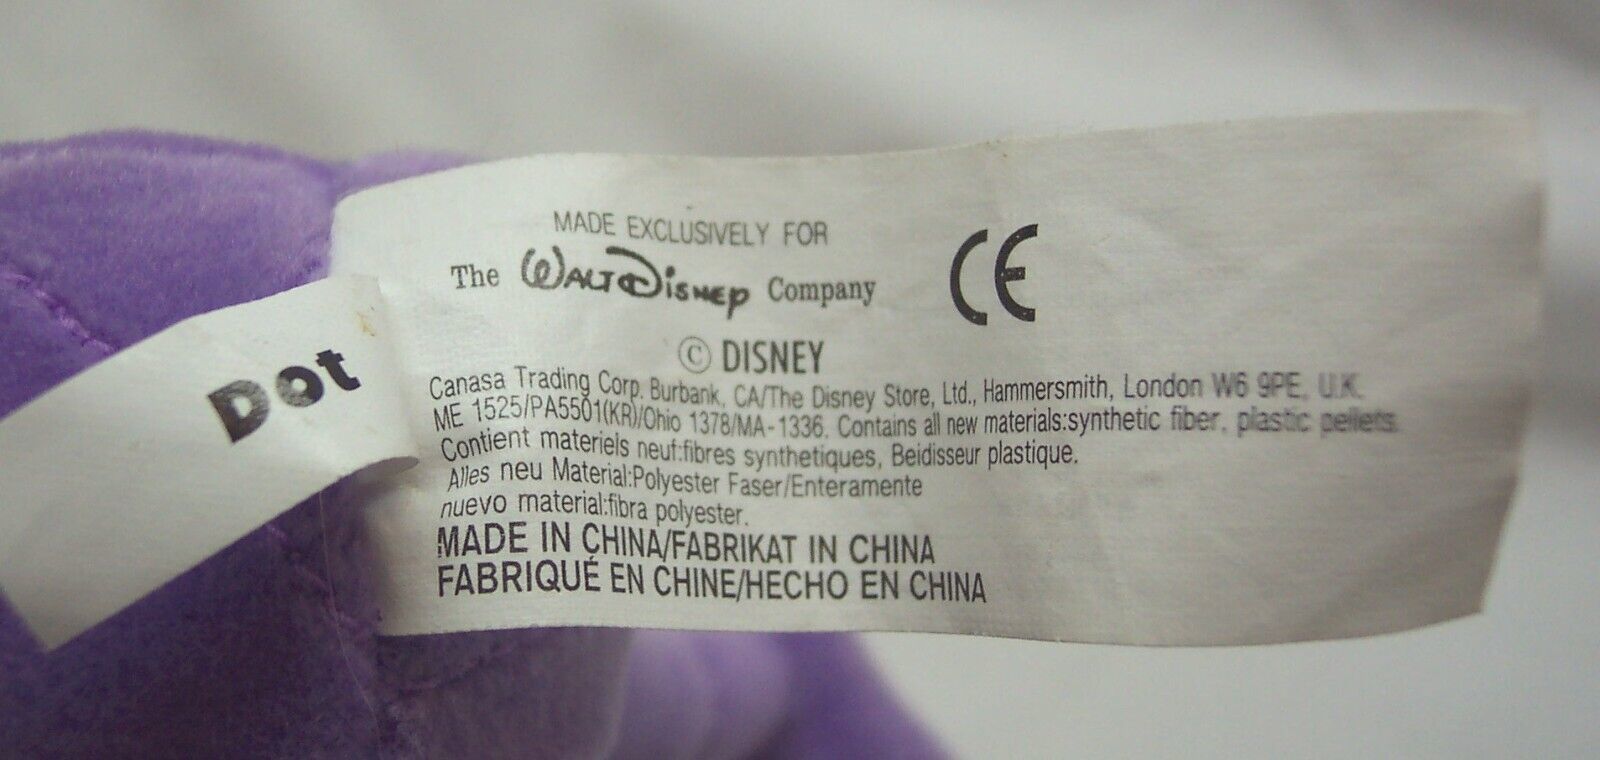 Dot
MADE EXCLUSIVELY FOR
The WALT DISNEY Company
CE
© DISNEY
Canasa Trading Corp. Burbank, CA/The Disney Store, Ltd., Hammersmith, London W6 9PE, U.K.
ME 1525/PA5501(KR)/Ohio 1378/MA-1336. Contains all new materials:synthetic fiber, plastic pellets.
Contient materiels neuf:fibres synthetiques, Beidisseur plastique.
Alles neu Material:Polyester Faser/Enteramente
nuevo material:fibra polyester.
MADE IN CHINA/FABRIKAT IN CHINA
FABRIQUÉ EN CHINE/HECHO EN CHINA